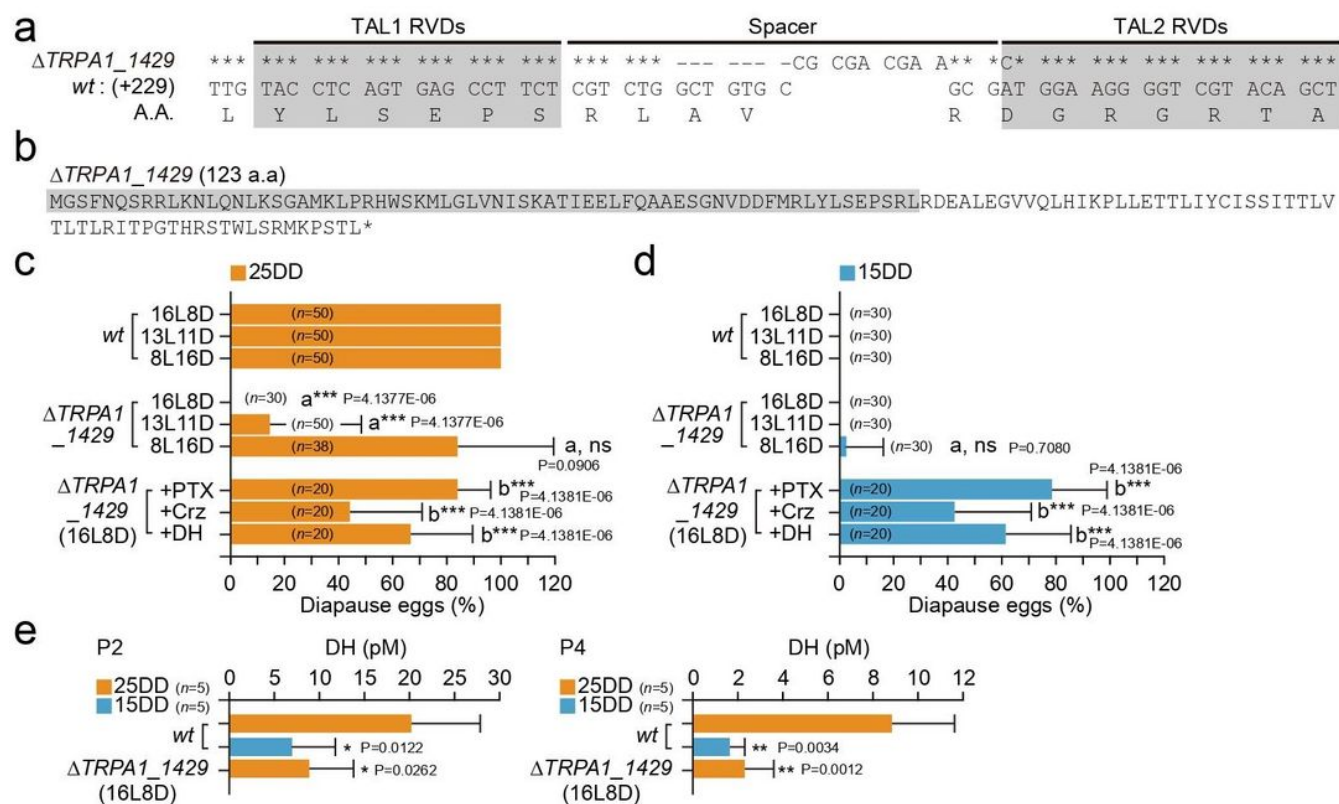 a
TAL1 RVDs Spacer TAL2 RVDs
ΔTRPA1_1429 *** *** *** *** *** *** *** *** *** --- --- -CG CGA CGA A** *C* *** *** *** *** *** ***
wt : (+229) TTG TAC CTC AGT GAG CCT TCT CGT CTG GCT GTG C GC GAT GGA AGG GGT CGT ACA GCT
A.A. L Y L S E P S R L A V R D G R G R T A
b
ΔTRPA1_1429 (123 a.a)
MGSFNQSRRLKNLQNLKSGAMKLPRHWSKMLGLVNISKATIEELFQAAESGNVDDFMRLYLSEPSRLRDEALEGVVQLHIKPLLETTLIYCISSITTLV
TLTLRITPGTHRSTWLSRMKPSTL*
c
25DD
wt
16L8D (n=50)
13L11D (n=50)
8L16D (n=50)
ΔTRPA1
_1429
16L8D (n=30) a*** P=4.1377E-06
13L11D (n=50) a*** P=4.1377E-06
8L16D (n=38) a, ns
P=0.0906
ΔTRPA1
_1429
(16L8D)
+PTX (n=20) b*** P=4.1381E-06
+Crz (n=20) b*** P=4.1381E-06
+DH (n=20) b*** P=4.1381E-06
0 20 40 60 80 100 120
Diapause eggs (%)
d
15DD
wt
16L8D (n=30)
13L11D (n=30)
8L16D (n=30)
ΔTRPA1
_1429
16L8D (n=30)
13L11D (n=30)
8L16D (n=30) a, ns P=0.7080
ΔTRPA1
_1429
(16L8D)
P=4.1381E-06
+PTX (n=20) b***
+Crz (n=20) b*** P=4.1381E-06
+DH (n=20) b***
P=4.1381E-06
0 20 40 60 80 100 120
Diapause eggs (%)
e
P2 DH (pM)
25DD (n=5)
15DD (n=5)
0 5 10 15 20 25 30
wt
* P=0.0122
ΔTRPA1_1429 * P=0.0262
(16L8D)
P4 DH (pM)
25DD (n=5)
15DD (n=5)
0 2 4 6 8 10 12
wt
** P=0.0034
ΔTRPA1_1429 ** P=0.0012
(16L8D)